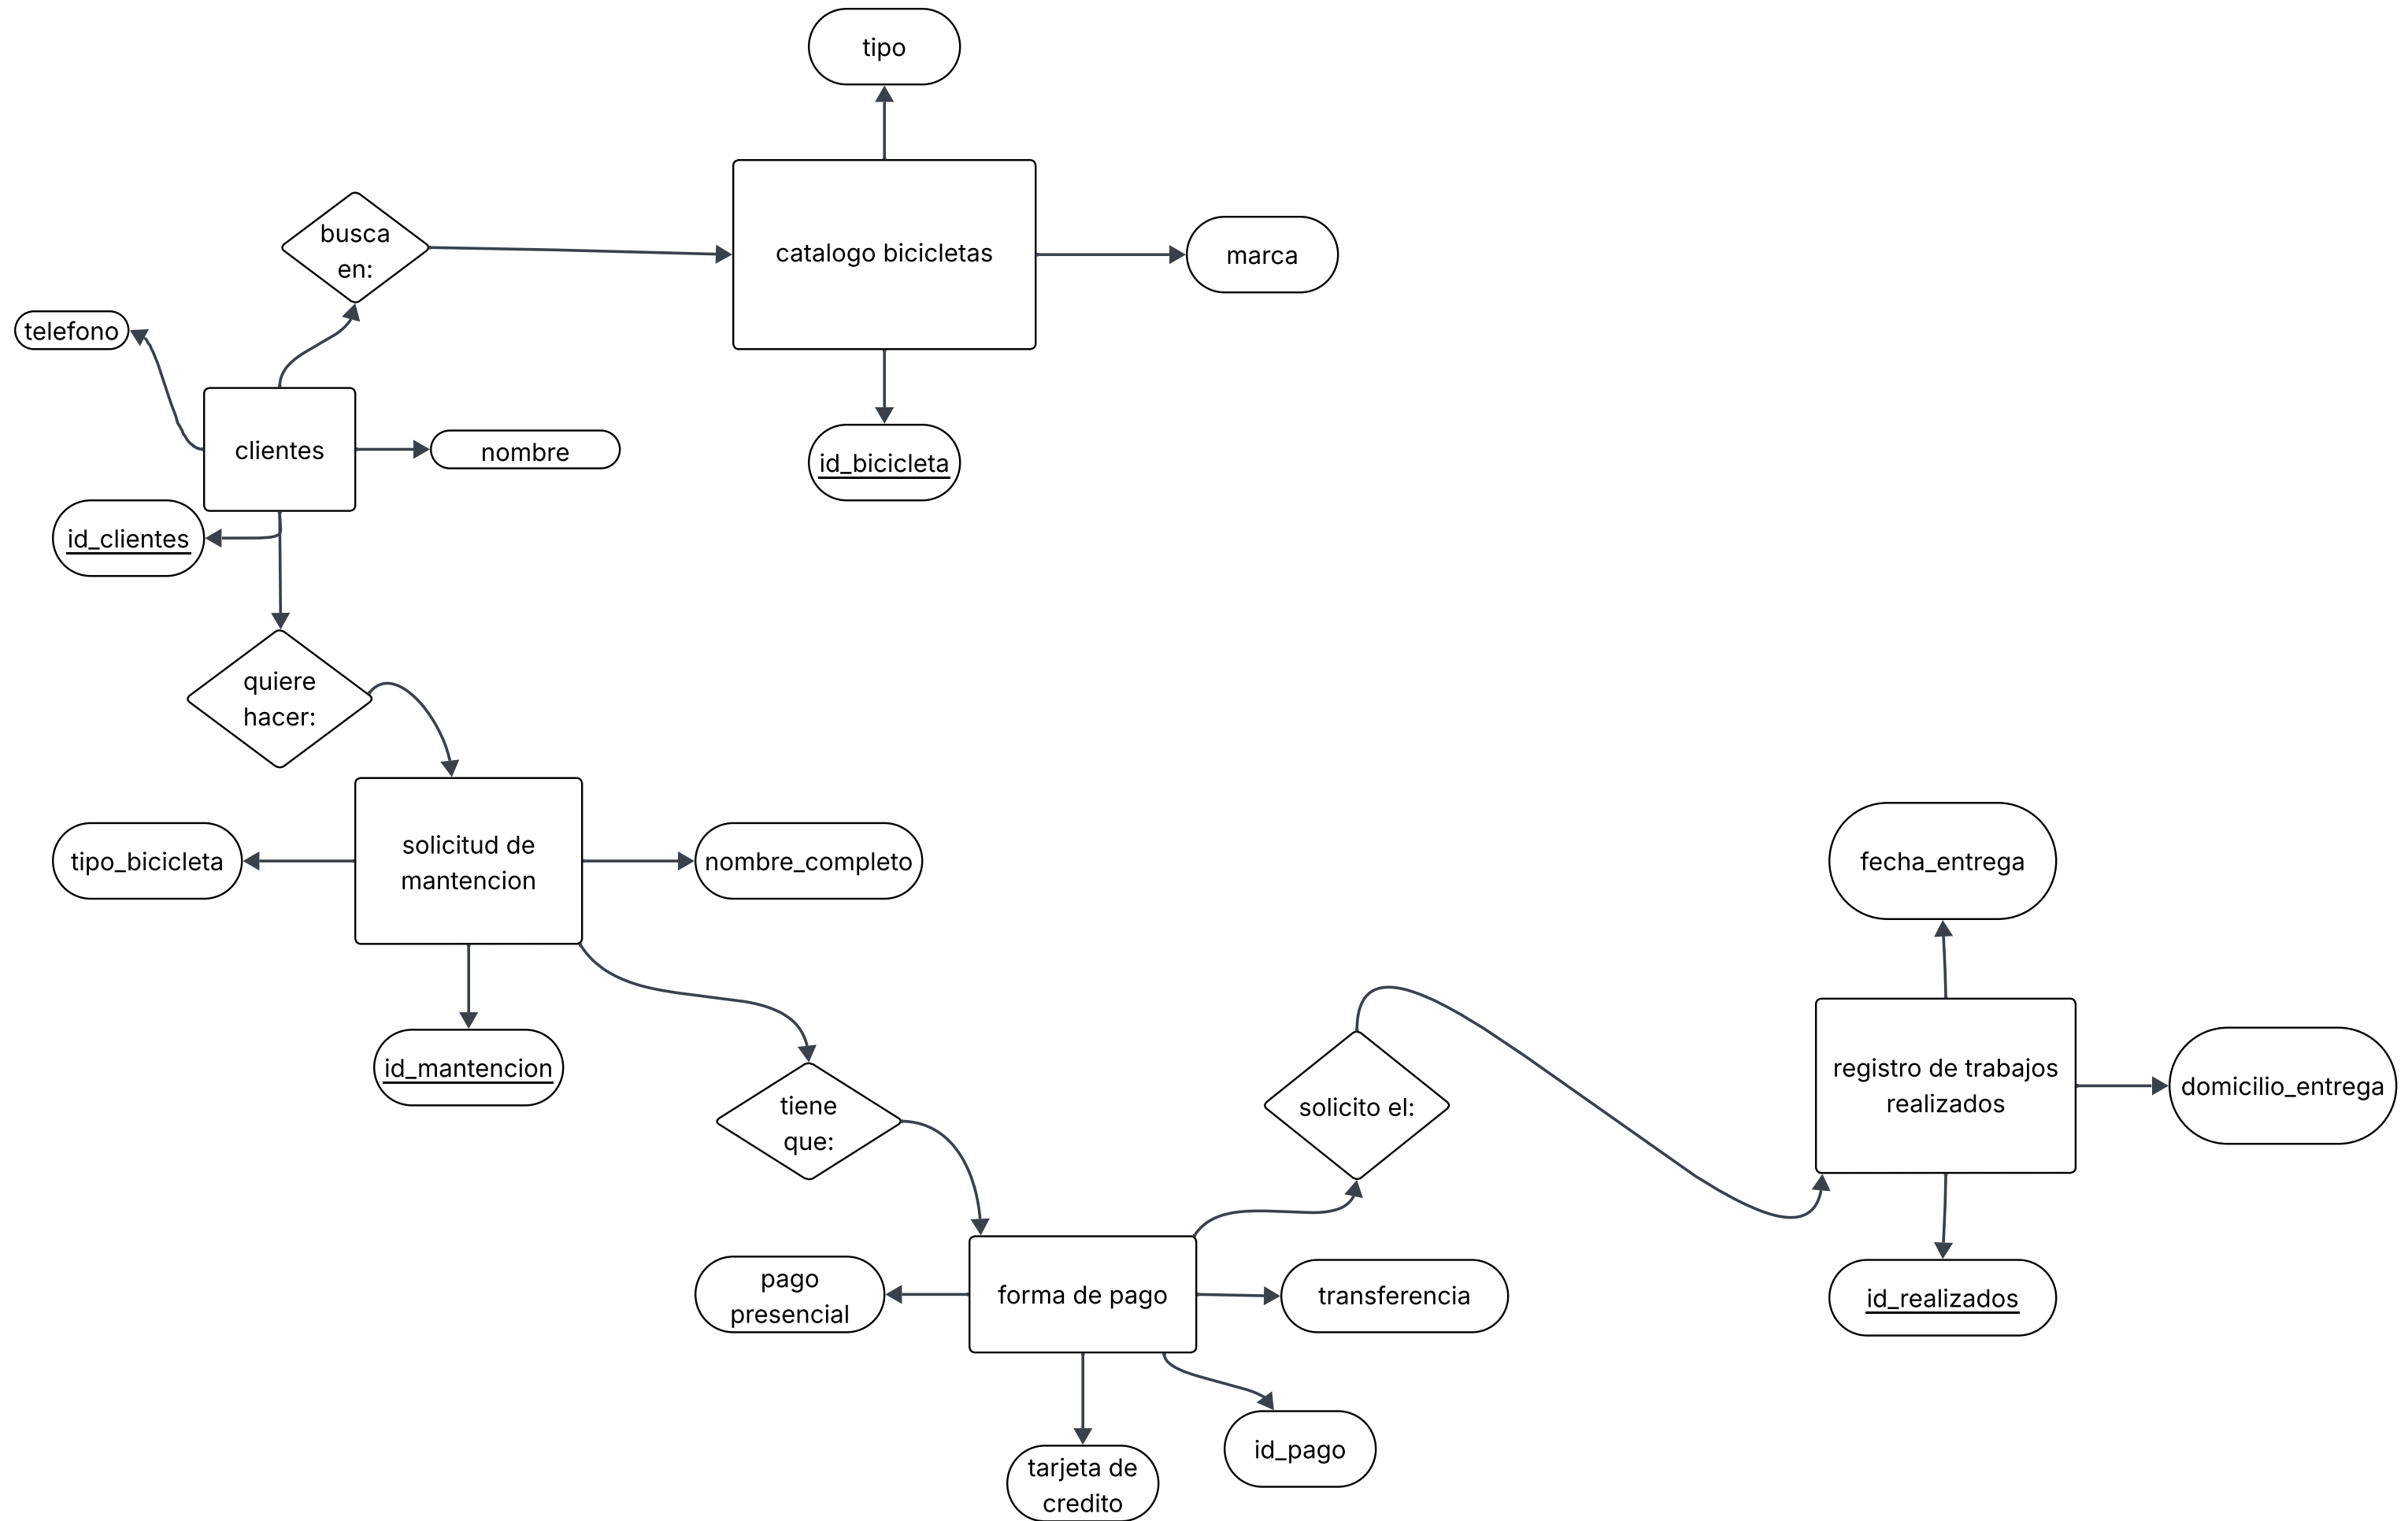 tipo
busca
en:
catalogo bicicletas
marca
telefono
clientes
nombre
id_bicicleta
id_clientes
quiere
hacer:
solicitud de
mantencion
tipo_bicicleta
nombre_completo
fecha_entrega
id_mantencion
tiene
que:
solicito el:
registro de trabajos
realizados
domicilio_entrega
pago
presencial
forma de pago
transferencia
id_realizados
tarjeta de
credito
id_pago